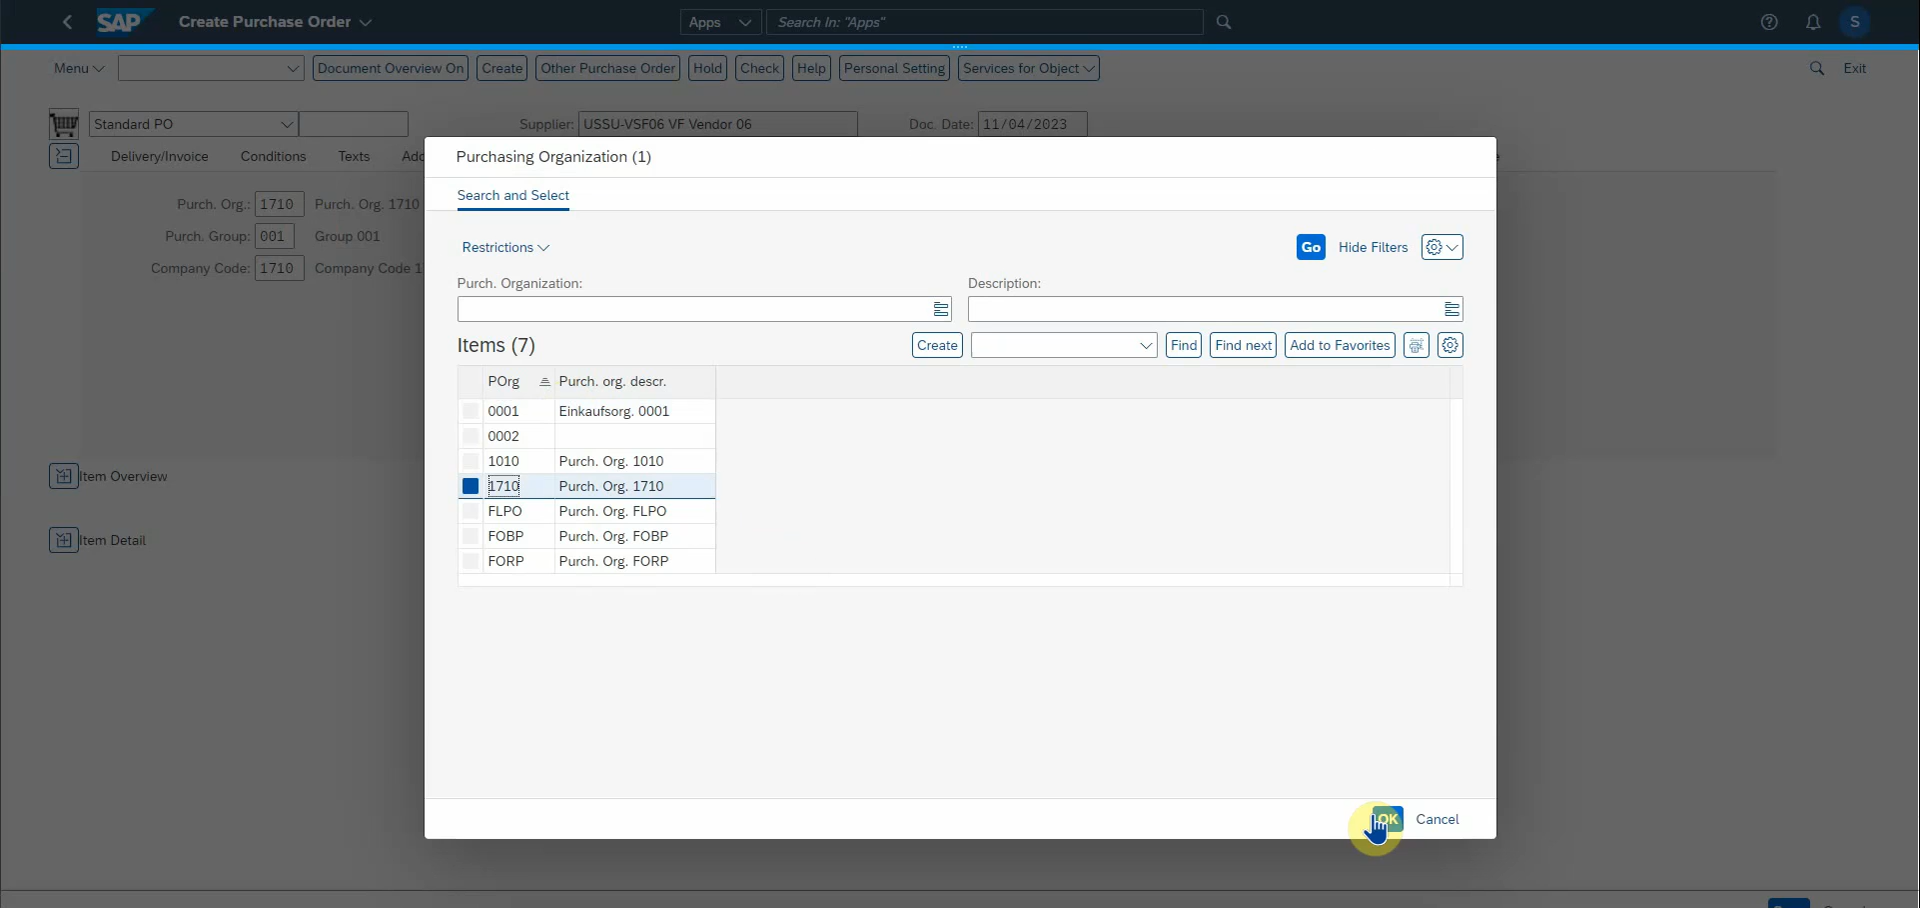 SAP Create Purchase Order Apps Search In: "Apps" S
Menu Document Overview On Create Other Purchase Order Hold Check Help Personal Setting Services for Object Exit
Standard PO Supplier: USSU-VSF06 VF Vendor 06 Doc. Date: 11/04/2023
Delivery/Invoice Conditions Texts
Purch. Org.: 1710 Purch. Org. 1710
Purch. Group: 001 Group 001
Company Code: 1710 Company Code 1
Item Overview
Item Detail
Purchasing Organization (1)
Search and Select
Restrictions Go Hide Filters
Purch. Organization: Description:
Items (7) Create Find Find next Add to Favorites
POrg Purch. org. descr.
0001 Einkaufsorg. 0001
0002
1010 Purch. Org. 1010
1710 Purch. Org. 1710
FLPO Purch. Org. FLPO
FOBP Purch. Org. FOBP
FORP Purch. Org. FORP
OK Cancel